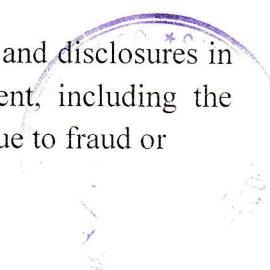 and disclosures in
ent, including the
ue to fraud or